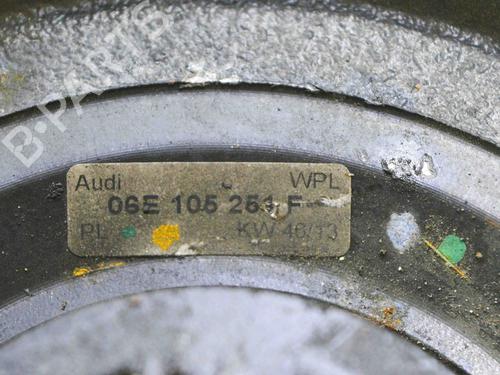 B-PARTS
Audi WPL
06E 105 251 F
PL KW 46/13